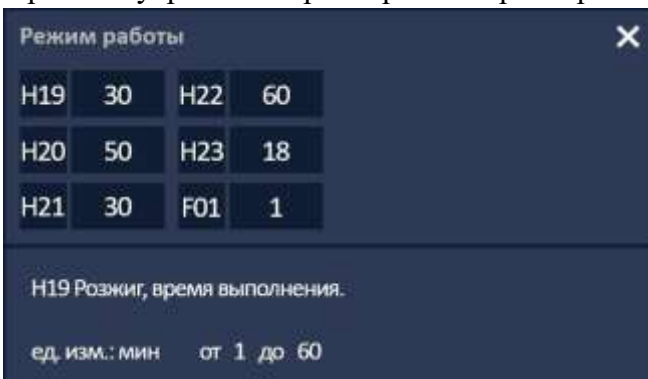 Режим работы ×
H19 30 H22 60
H20 50 H23 18
H21 30 F01 1
H19 Розжиг, время выполнения.
ед. изм.: мин от 1 до 60